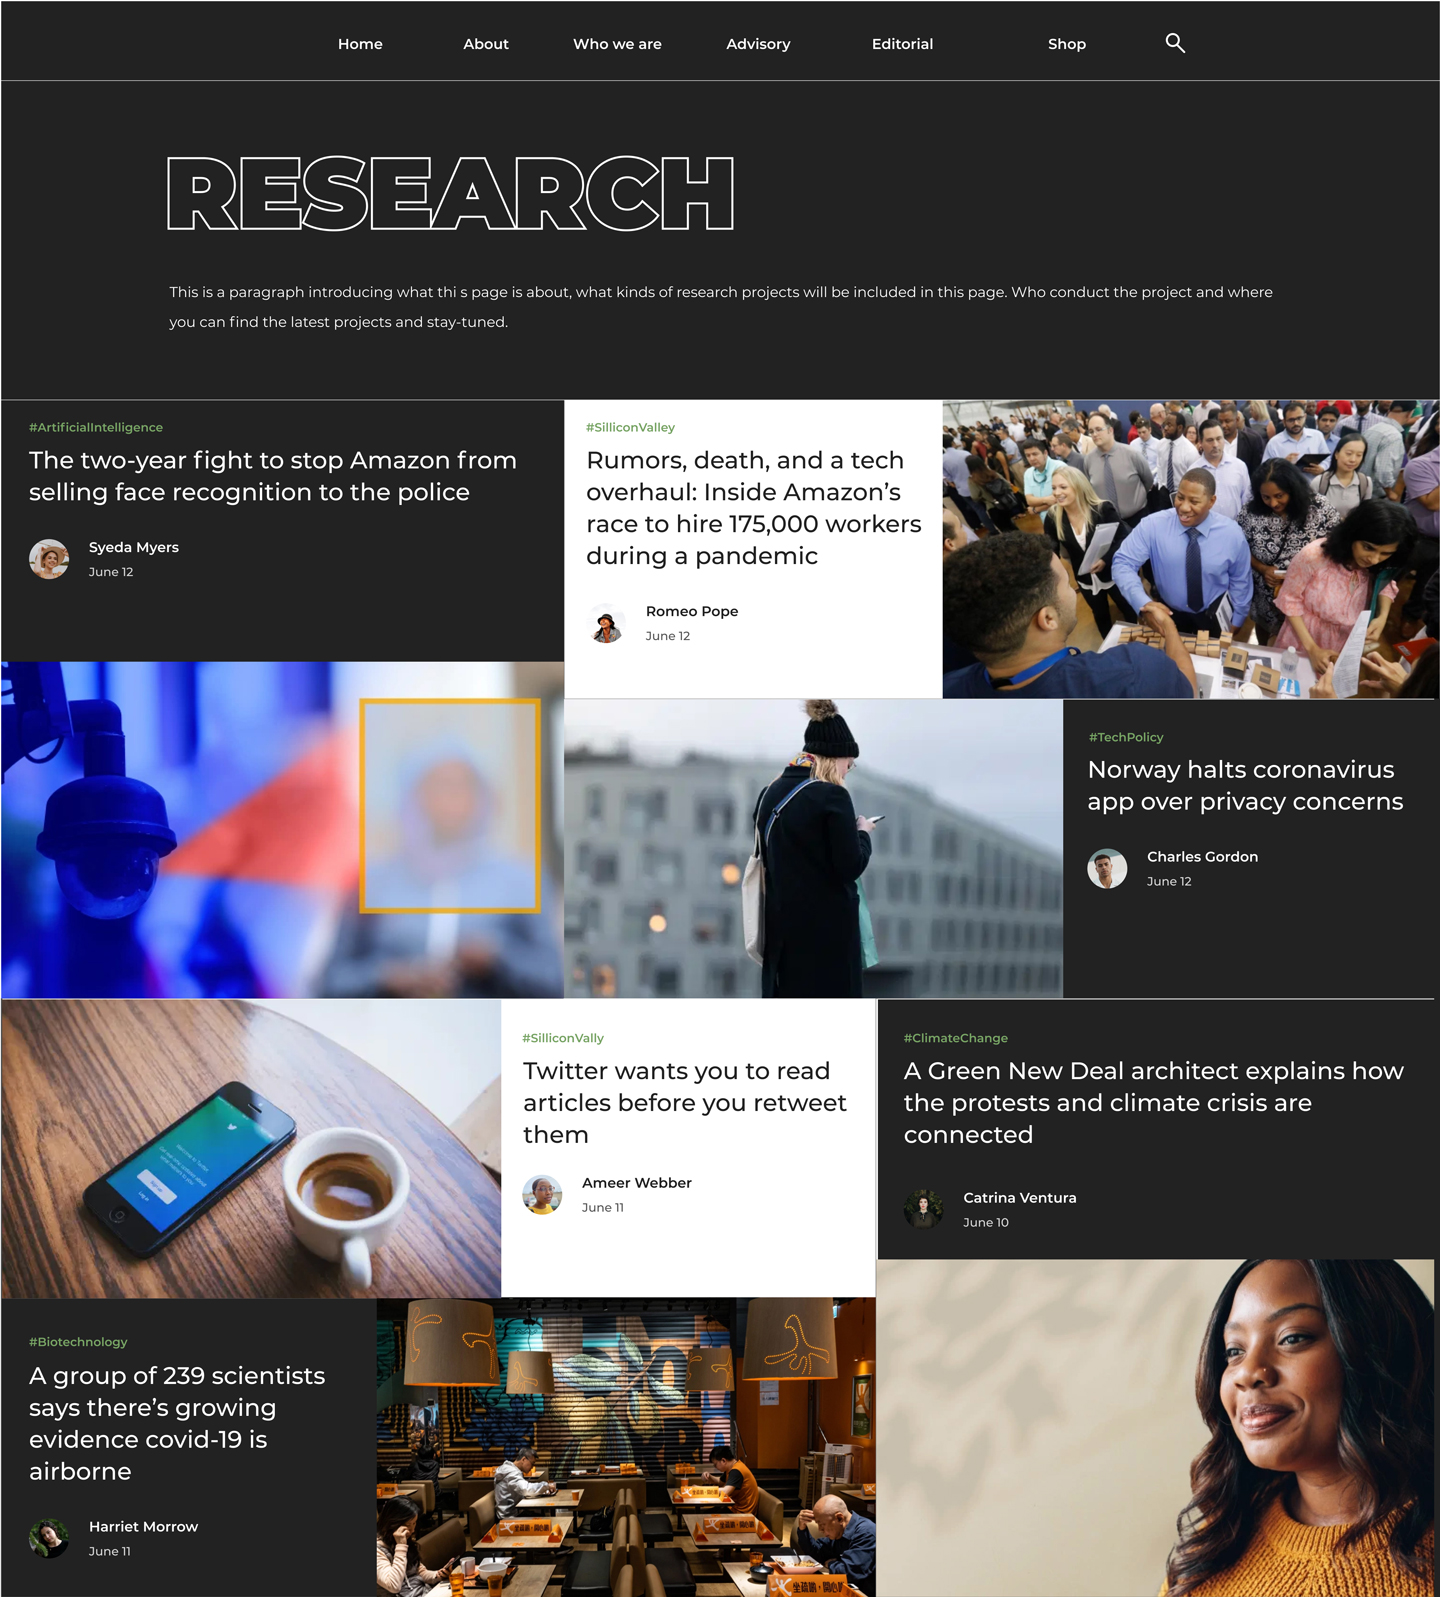 Home About Who we are Advisory Editorial Shop
RESEARCH
This is a paragraph introducing what thi s page is about, what kinds of research projects will be included in this page. Who conduct the project and where
you can find the latest projects and stay-tuned.
#ArtificialIntelligence
The two-year fight to stop Amazon from
selling face recognition to the police
Syeda Myers
June 12
#SilliconValley
Rumors, death, and a tech
overhaul: Inside Amazon’s
race to hire 175,000 workers
during a pandemic
Romeo Pope
June 12
#TechPolicy
Norway halts coronavirus
app over privacy concerns
Charles Gordon
June 12
#SilliconVally
Twitter wants you to read
articles before you retweet
them
Ameer Webber
June 11
#ClimateChange
A Green New Deal architect explains how
the protests and climate crisis are
connected
Catrina Ventura
June 10
#Biotechnology
A group of 239 scientists
says there’s growing
evidence covid-19 is
airborne
Harriet Morrow
June 11